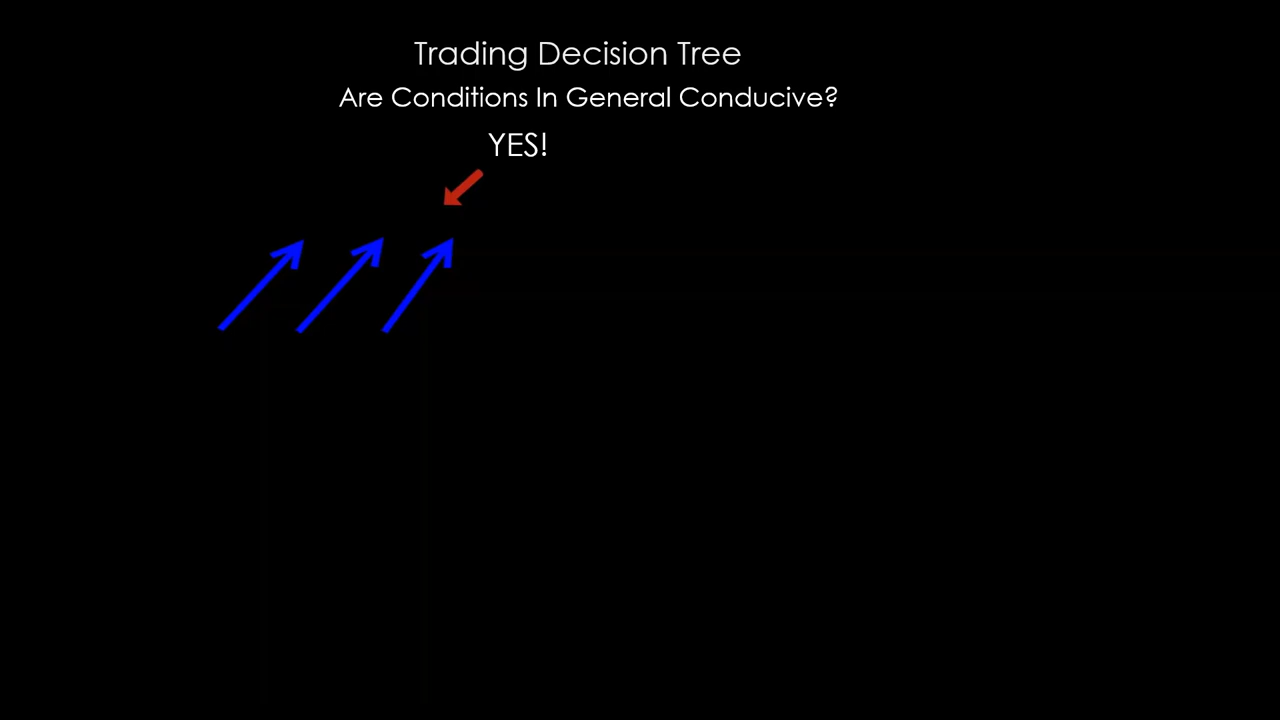 Trading Decision Tree
Are Conditions In General Conducive?
YES!